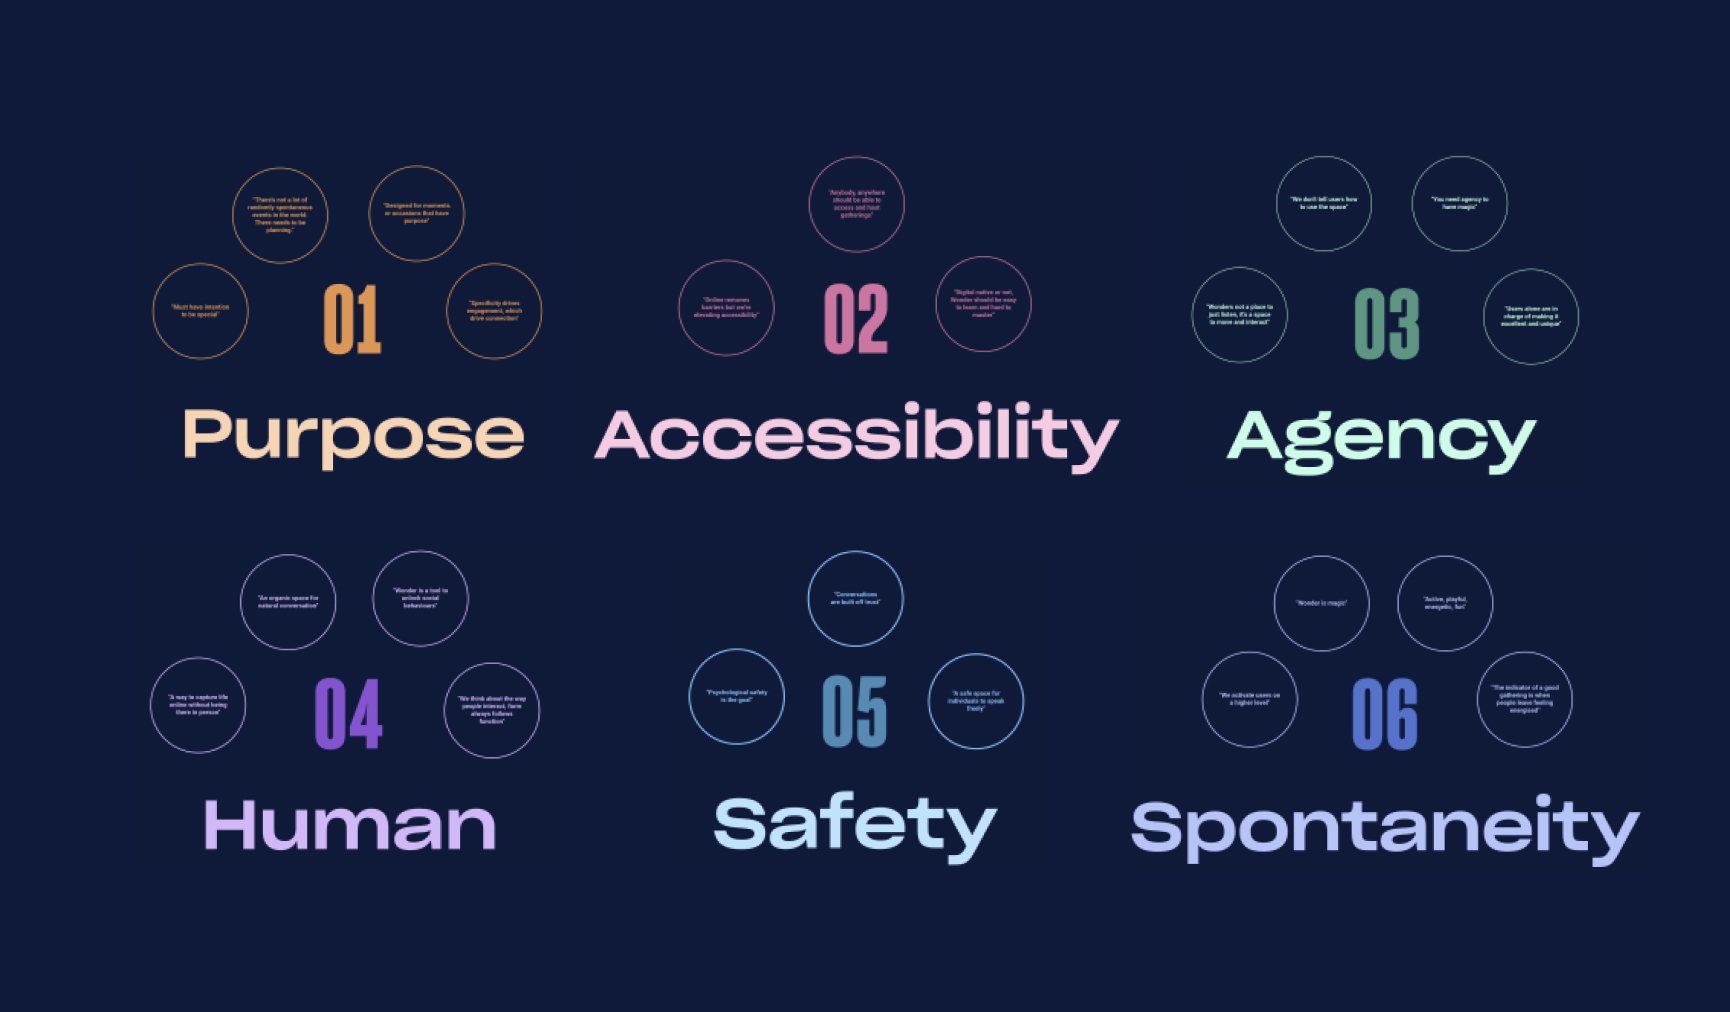 "There's not a lot of
randomly spontaneous
events in the world.
There needs to be
planning."
"Designed for moments
or occasions that have
purpose"
"Must have intention
to be special"
"Specificity drives
engagement, which
drive connection"
01
Purpose
"Anybody, anywhere
should be able to
access and host
gatherings"
"Online removes
barriers but we're
elevating accessibility"
"Digital native or not,
Wonder should be easy
to learn and hard to
master"
02
Accessibility
"We don't tell users how
to use the space"
"You need agency to
have magic"
"Wonders not a place to
just listen, it's a space
to move and interact"
"Users alone are in
charge of making it
excellent and unique"
03
Agency
"An organic space for
natural conversation"
"Wonder is a tool to
unlock social
behaviours"
"A way to capture life
online without being
there in person"
"We think about the way
people interact, form
always follows
function"
04
Human
"Conversations
are built off trust"
"Psychological safety
is the goal"
"A safe space for
individuals to speak
freely"
05
Safety
"Wonder is magic"
"Active, playful,
energetic, fun"
"We activate users on
a higher level"
"The indicator of a good
gathering is when
people leave feeling
energised"
06
Spontaneity